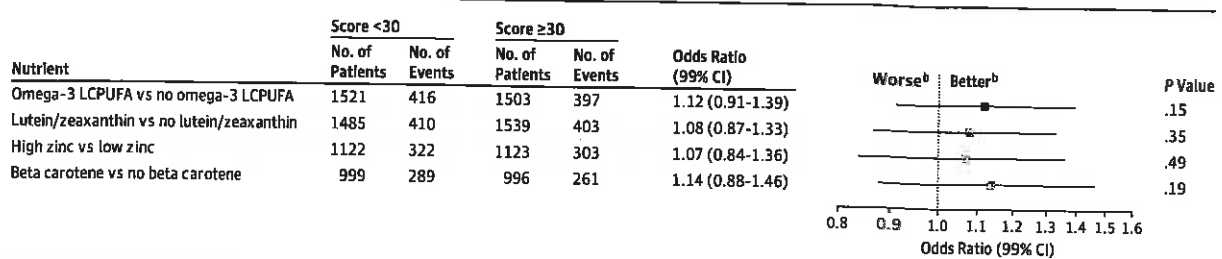 Score <30 Score ≥30
No. of No. of No. of No. of Odds Ratio
Nutrient Patients Events Patients Events (99% CI) Worseᵇ Betterᵇ P Value
Omega-3 LCPUFA vs no omega-3 LCPUFA 1521 416 1503 397 1.12 (0.91-1.39) .15
Lutein/zeaxanthin vs no lutein/zeaxanthin 1485 410 1539 403 1.08 (0.87-1.33) .35
High zinc vs low zinc 1122 322 1123 303 1.07 (0.84-1.36) .49
Beta carotene vs no beta carotene 999 289 996 261 1.14 (0.88-1.46) .19
0.8 0.9 1.0 1.1 1.2 1.3 1.4 1.5 1.6
Odds Ratio (99% CI)